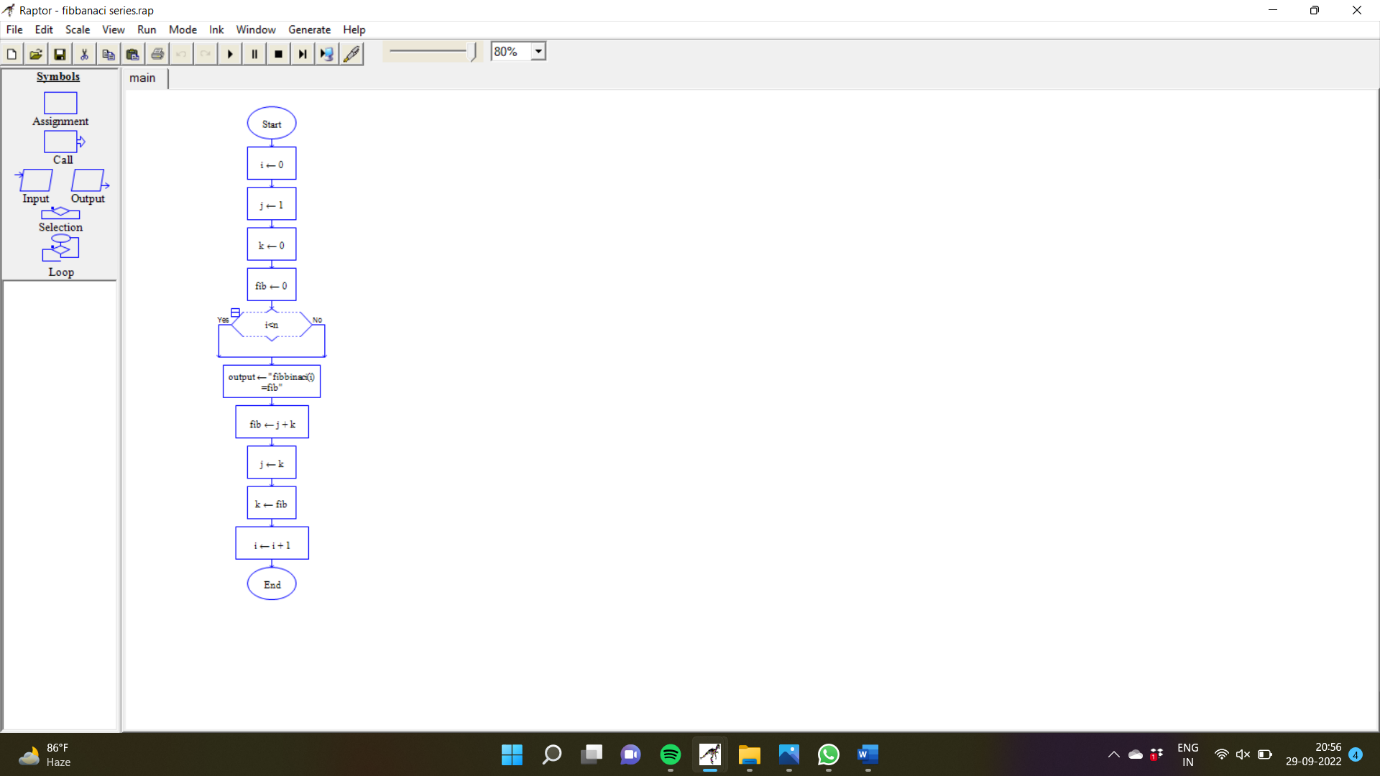 Raptor - fibbanaci series.rap
File Edit Scale View Run Mode Ink Window Generate Help
80%
Symbols
main
Assignment
Call
Input Output
Selection
Loop
Start
i ← 0
j ← 1
k ← 0
fib ← 0
Yes i<n No
output ← "fibbinaci(i)
=fib"
fib ← j + k
j ← k
k ← fib
i ← i + 1
End
86°F
Haze
ENG
IN
20:56
29-09-2022
4
1
W